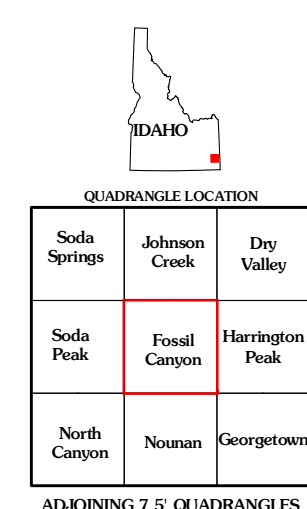 IDAHO
QUADRANGLE LOCATION
Soda Springs
Johnson Creek
Dry Valley
Soda Peak
Fossil Canyon
Harrington Peak
North Canyon
Nounan
Georgetown
ADJOINING 7.5' QUADRANGLES